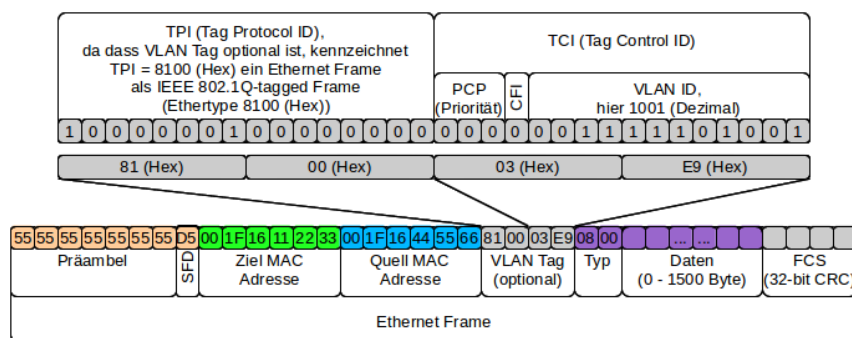 TPI (Tag Protocol ID),
da dass VLAN Tag optional ist, kennzeichnet
TPI = 8100 (Hex) ein Ethernet Frame
als IEEE 802.1Q-tagged Frame
(Ethertype 8100 (Hex))
TCI (Tag Control ID)
PCP
(Priorität)
CFI
VLAN ID,
hier 1001 (Dezimal)
1 0 0 0 0 0 0 1 0 0 0 0 0 0 0 0 0 0 0 0 0 0 1 1 1 1 1 0 1 0 0 1
81 (Hex) 00 (Hex) 03 (Hex) E9 (Hex)
55 55 55 55 55 55 55 D5 00 1F 16 11 22 33 00 1F 16 44 55 66 81 00 03 E9 08 00 ... ...
Präambel
SFD
Ziel MAC
Adresse
Quell MAC
Adresse
VLAN Tag
(optional)
Typ
Daten
(0 - 1500 Byte)
FCS
(32-bit CRC)
Ethernet Frame